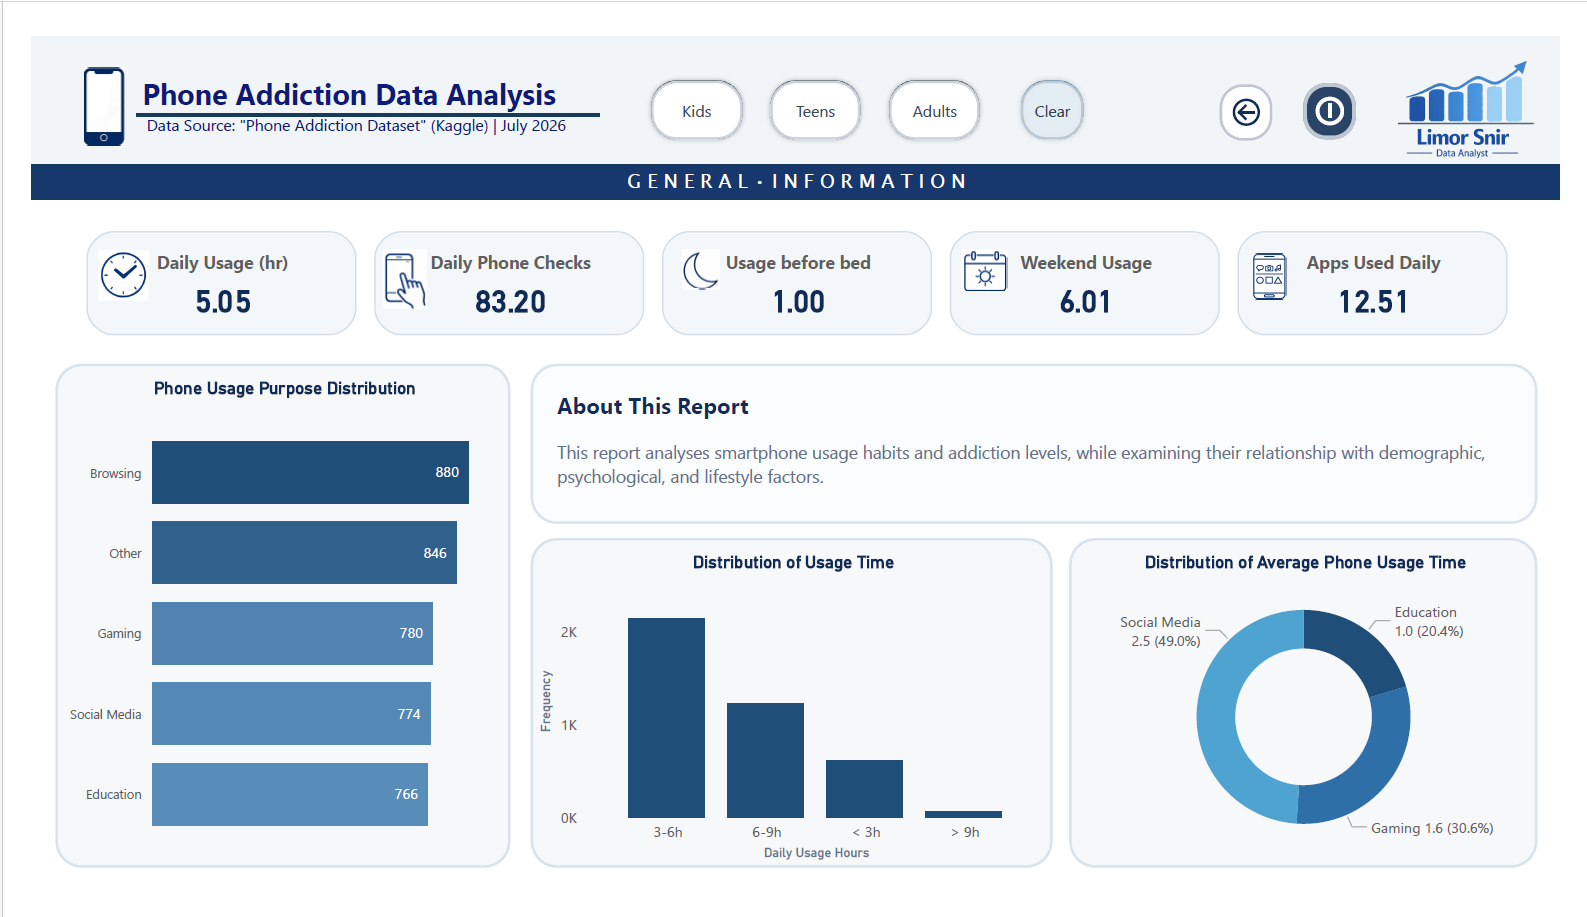 Phone Addiction Data Analysis
Data Source: "Phone Addiction Dataset" (Kaggle) | July 2026
Kids
Teens
Adults
Clear
Limor Snir
Data Analyst
GENERAL·INFORMATION
Daily Usage (hr)
5.05
Daily Phone Checks
83.20
Usage before bed
1.00
Weekend Usage
6.01
Apps Used Daily
12.51
Phone Usage Purpose Distribution
Browsing
880
Other
846
Gaming
780
Social Media
774
Education
766
About This Report
This report analyses smartphone usage habits and addiction levels, while examining their relationship with demographic,
psychological, and lifestyle factors.
Distribution of Usage Time
Frequency
2K
1K
0K
3-6h
6-9h
< 3h
> 9h
Daily Usage Hours
Distribution of Average Phone Usage Time
Social Media
2.5 (49.0%)
Education
1.0 (20.4%)
Gaming 1.6 (30.6%)